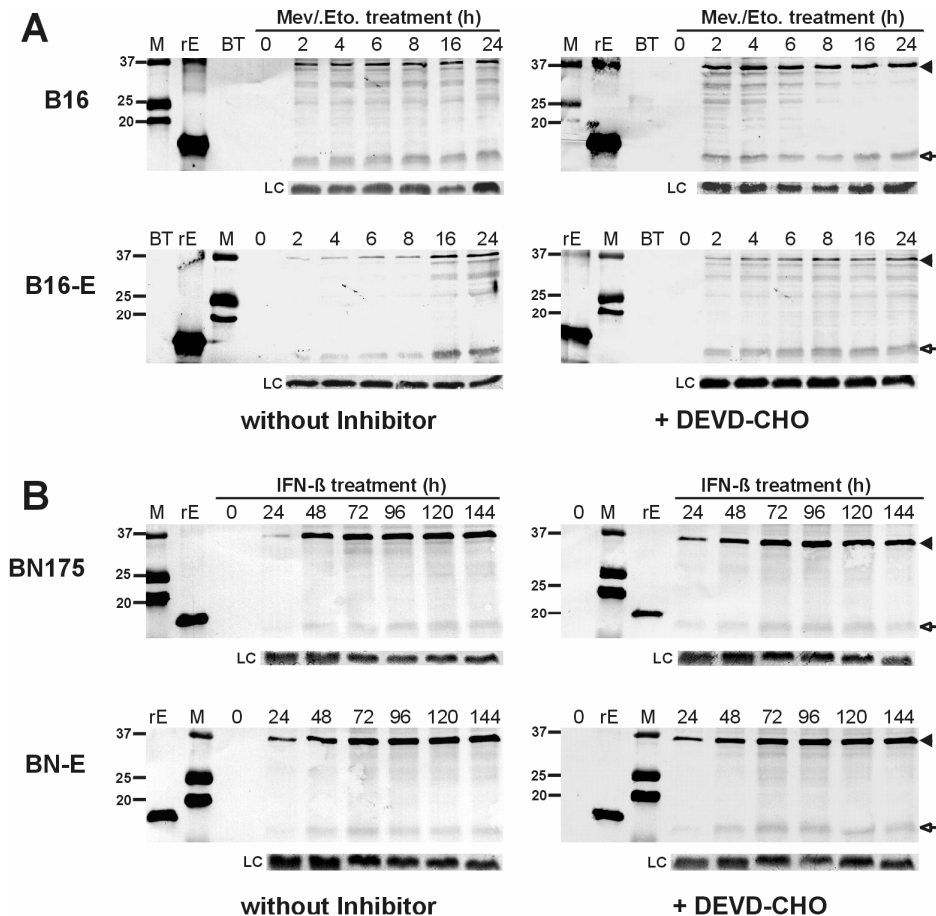 A
Mev/.Eto. treatment (h)
M rE BT 0 2 4 6 8 16 24
37
25
20
B16
LC
Mev./Eto. treatment (h)
M rE BT 0 2 4 6 8 16 24
37
25
20
LC
BT rE M 0 2 4 6 8 16 24
37
25
20
B16-E
LC
rE M BT 0 2 4 6 8 16 24
37
25
20
LC
without Inhibitor
+ DEVD-CHO
B
IFN-ß treatment (h)
M rE 0 24 48 72 96 120 144
37
25
20
BN175
LC
IFN-ß treatment (h)
0 M rE 24 48 72 96 120 144
37
25
20
LC
rE M 0 24 48 72 96 120 144
37
25
20
BN-E
LC
0 rE M 24 48 72 96 120 144
37
25
20
LC
without Inhibitor
+ DEVD-CHO